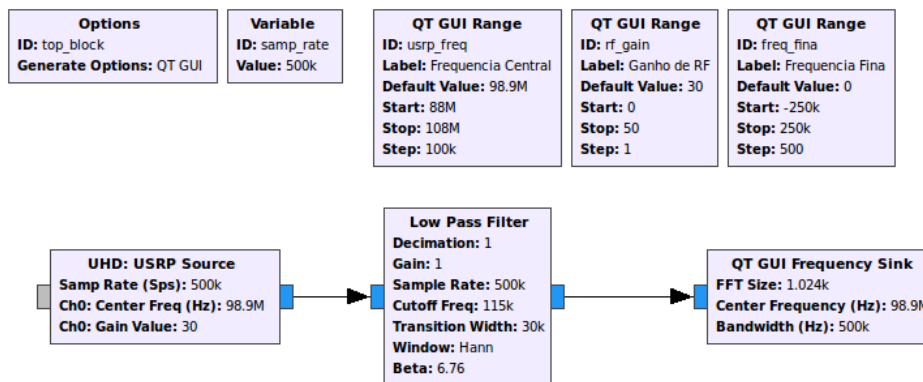 Options
ID: top_block
Generate Options: QT GUI
Variable
ID: samp_rate
Value: 500k
QT GUI Range
ID: usrp_freq
Label: Frequencia Central
Default Value: 98.9M
Start: 88M
Stop: 108M
Step: 100k
QT GUI Range
ID: rf_gain
Label: Ganho de RF
Default Value: 30
Start: 0
Stop: 50
Step: 1
QT GUI Range
ID: freq_fina
Label: Frequencia Fina
Default Value: 0
Start: -250k
Stop: 250k
Step: 500
UHD: USRP Source
Samp Rate (Sps): 500k
Ch0: Center Freq (Hz): 98.9M
Ch0: Gain Value: 30
Low Pass Filter
Decimation: 1
Gain: 1
Sample Rate: 500k
Cutoff Freq: 115k
Transition Width: 30k
Window: Hann
Beta: 6.76
QT GUI Frequency Sink
FFT Size: 1.024k
Center Frequency (Hz): 98.9M
Bandwidth (Hz): 500k